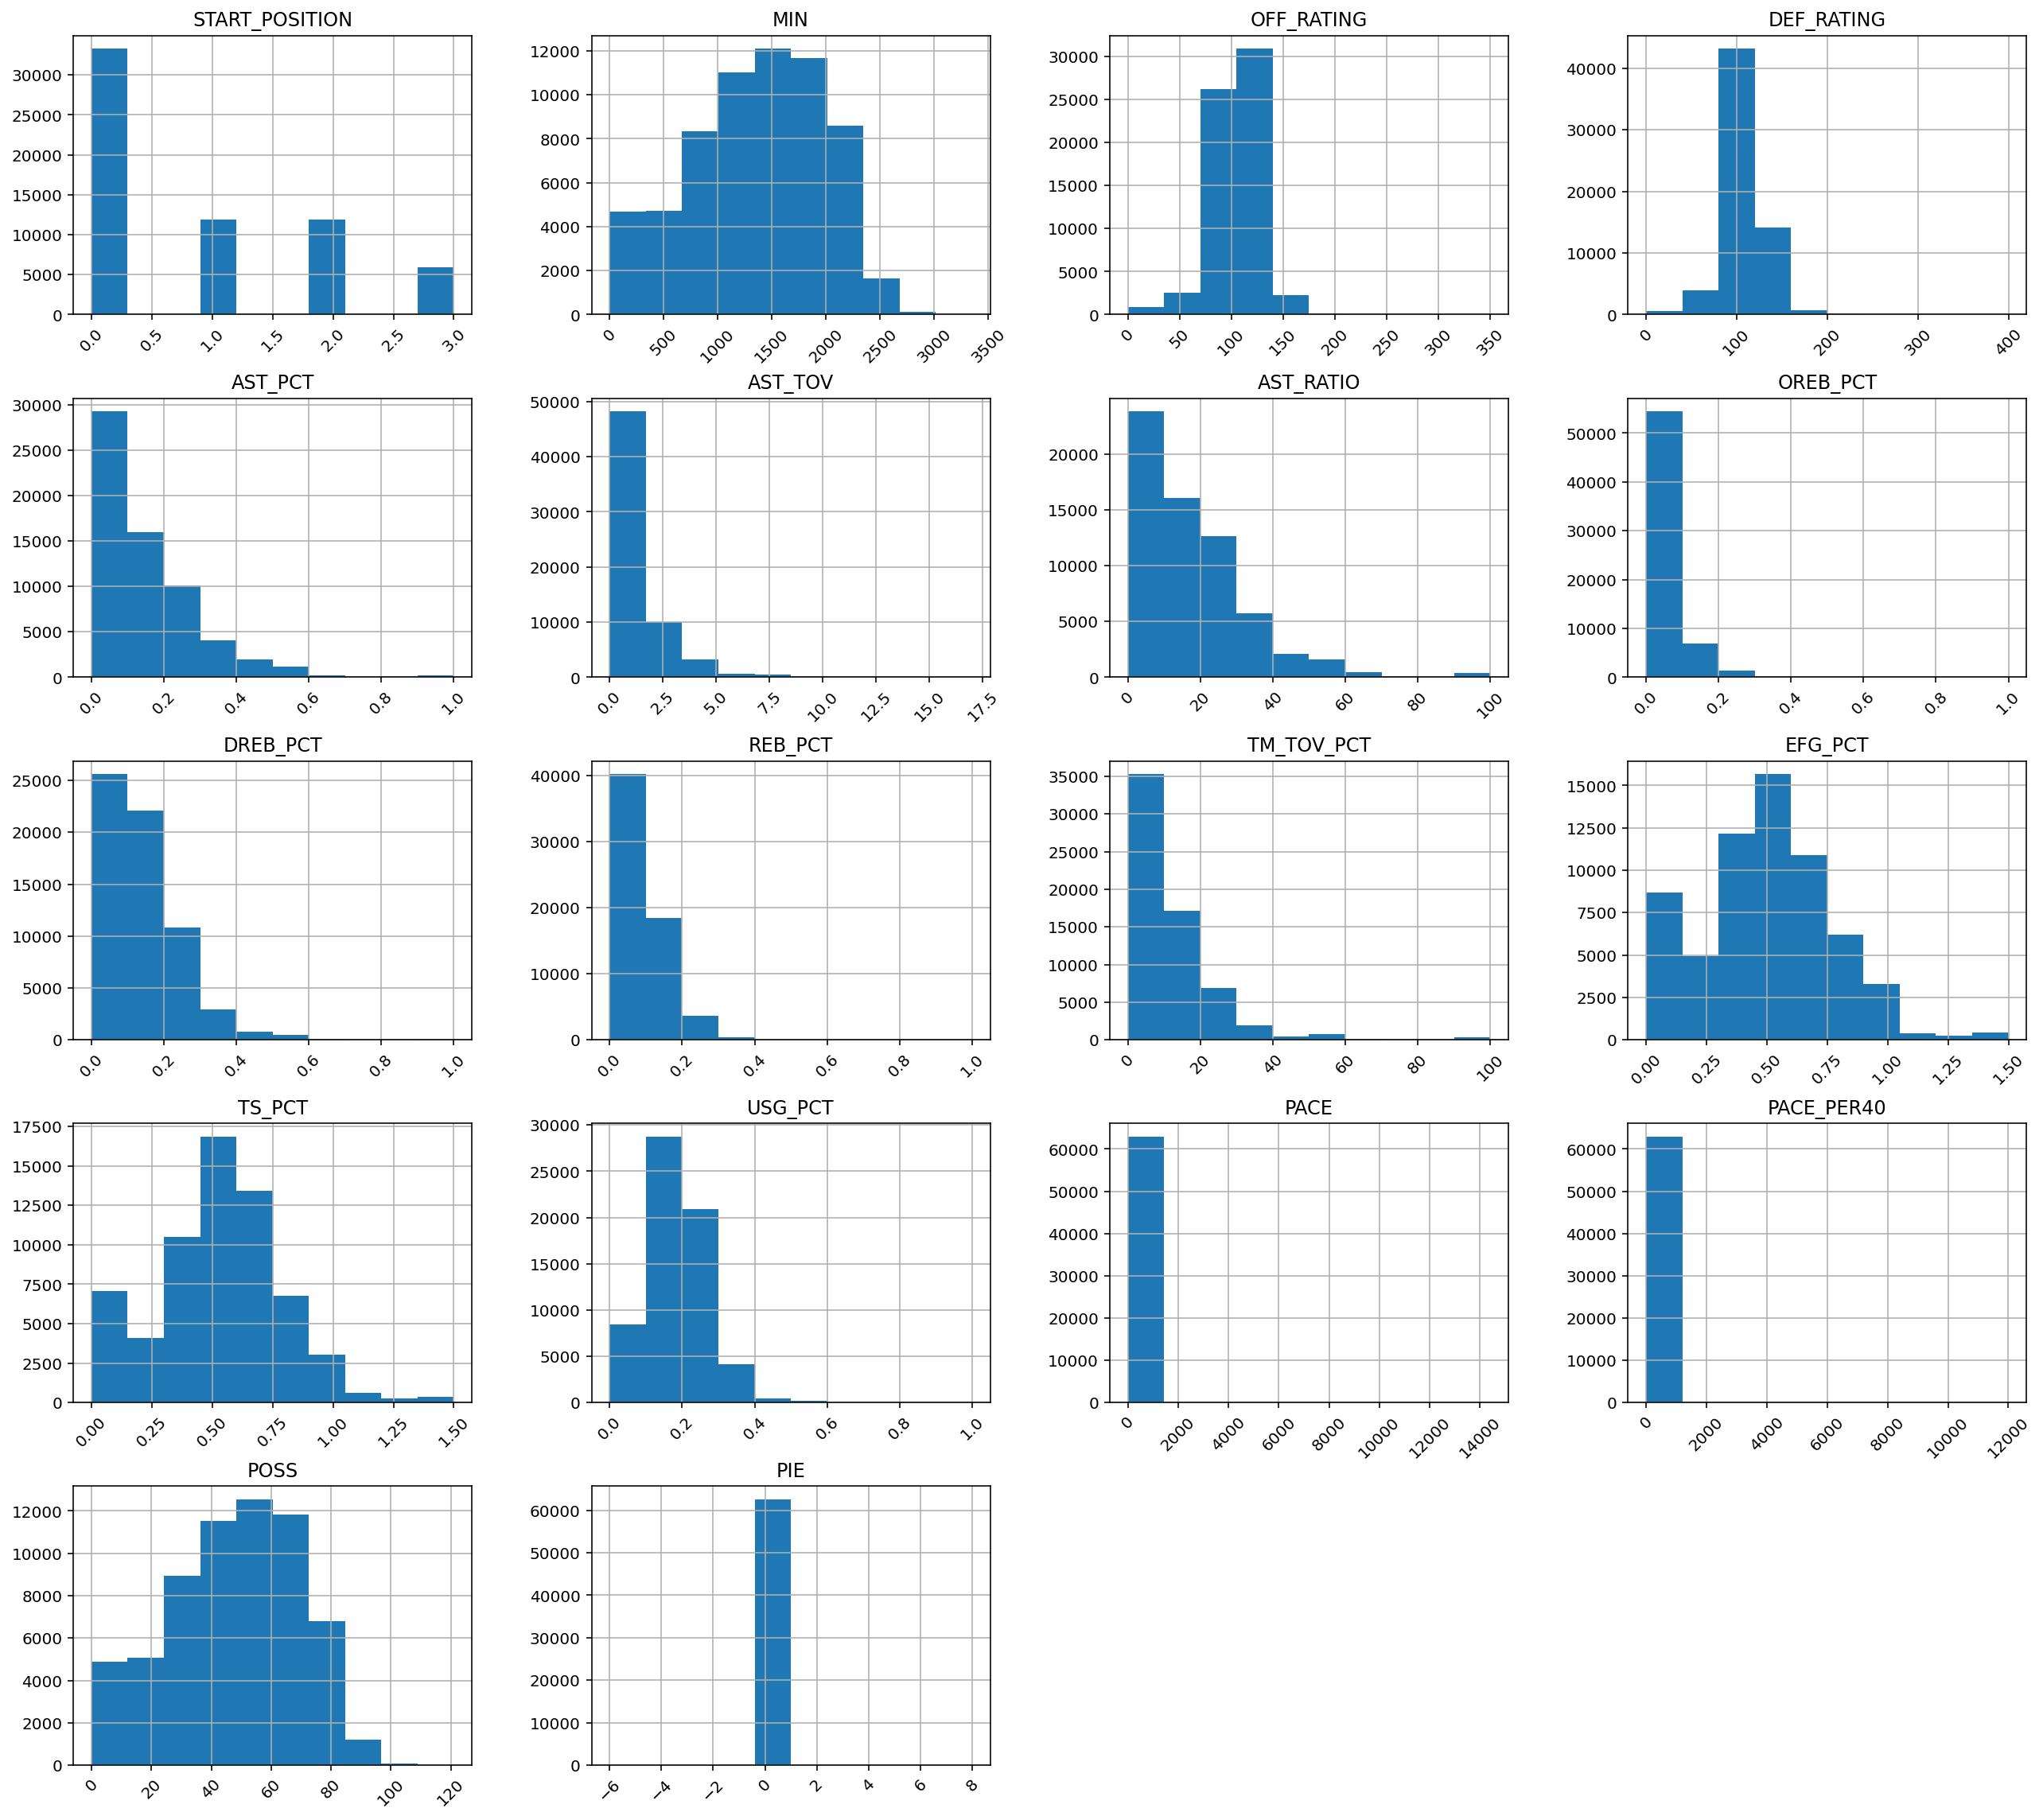 START_POSITION MIN OFF_RATING DEF_RATING
30000 25000 20000 15000 10000 5000 0
0.0 0.5 1.0 1.5 2.0 2.5 3.0
12000 10000 8000 6000 4000 2000 0
0 500 1000 1500 2000 2500 3000 3500
30000 25000 20000 15000 10000 5000 0
0 50 100 150 200 250 300 350
40000 30000 20000 10000 0
0 100 200 300 400
AST_PCT AST_TOV AST_RATIO OREB_PCT
30000 25000 20000 15000 10000 5000 0
0.0 0.2 0.4 0.6 0.8 1.0
50000 40000 30000 20000 10000 0
0.0 2.5 5.0 7.5 10.0 12.5 15.0 17.5
20000 15000 10000 5000 0
0 20 40 60 80 100
50000 40000 30000 20000 10000 0
0.0 0.2 0.4 0.6 0.8 1.0
DREB_PCT REB_PCT TM_TOV_PCT EFG_PCT
25000 20000 15000 10000 5000 0
0.0 0.2 0.4 0.6 0.8 1.0
40000 30000 20000 10000 0
0.0 0.2 0.4 0.6 0.8 1.0
35000 30000 25000 20000 15000 10000 5000 0
0 20 40 60 80 100
15000 12500 10000 7500 5000 2500 0
0.00 0.25 0.50 0.75 1.00 1.25 1.50
TS_PCT USG_PCT PACE PACE_PER40
17500 15000 12500 10000 7500 5000 2500 0
0.00 0.25 0.50 0.75 1.00 1.25 1.50
30000 25000 20000 15000 10000 5000 0
0.0 0.2 0.4 0.6 0.8 1.0
60000 50000 40000 30000 20000 10000 0
0 2000 4000 6000 8000 10000 12000 14000
60000 50000 40000 30000 20000 10000 0
0 2000 4000 6000 8000 10000 12000
POSS PIE
12000 10000 8000 6000 4000 2000 0
0 20 40 60 80 100 120
60000 50000 40000 30000 20000 10000 0
−6 −4 −2 0 2 4 6 8